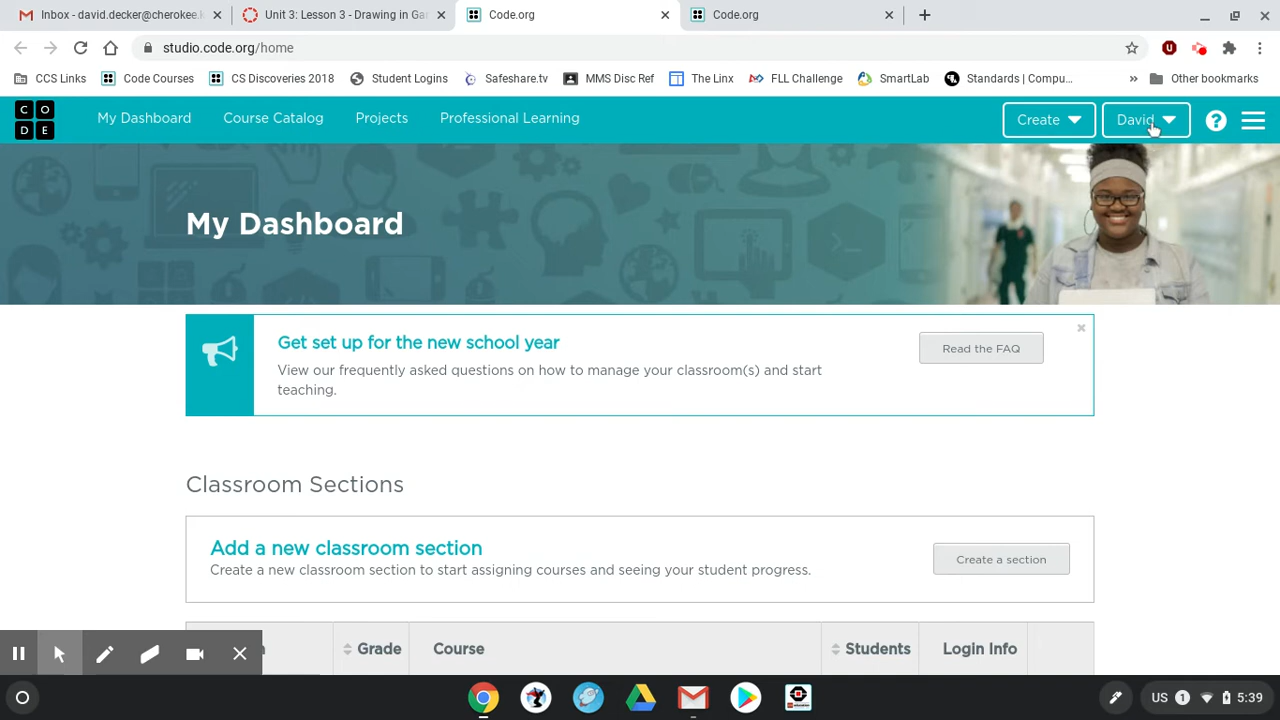 Inbox - david.decker@cherokee.k
Unit 3: Lesson 3 - Drawing in Gar
Code.org
Code.org
studio.code.org/home
CCS Links
Code Courses
CS Discoveries 2018
Student Logins
Safeshare.tv
MMS Disc Ref
The Linx
FLL Challenge
SmartLab
Standards | Compu...
Other bookmarks
C O
D E
My Dashboard
Course Catalog
Projects
Professional Learning
Create
David
?
My Dashboard
Get set up for the new school year
View our frequently asked questions on how to manage your classroom(s) and start
teaching.
Read the FAQ
Classroom Sections
Add a new classroom section
Create a new classroom section to start assigning courses and seeing your student progress.
Create a section
Grade
Course
Students
Login Info
US
1
5:39